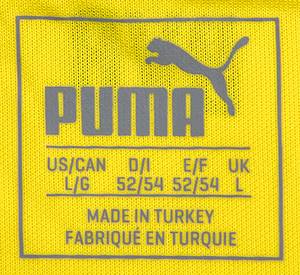 PUMA
US/CAN D/I E/F UK
L/G 52/54 52/54 L
MADE IN TURKEY
FABRIQUÉ EN TURQUIE